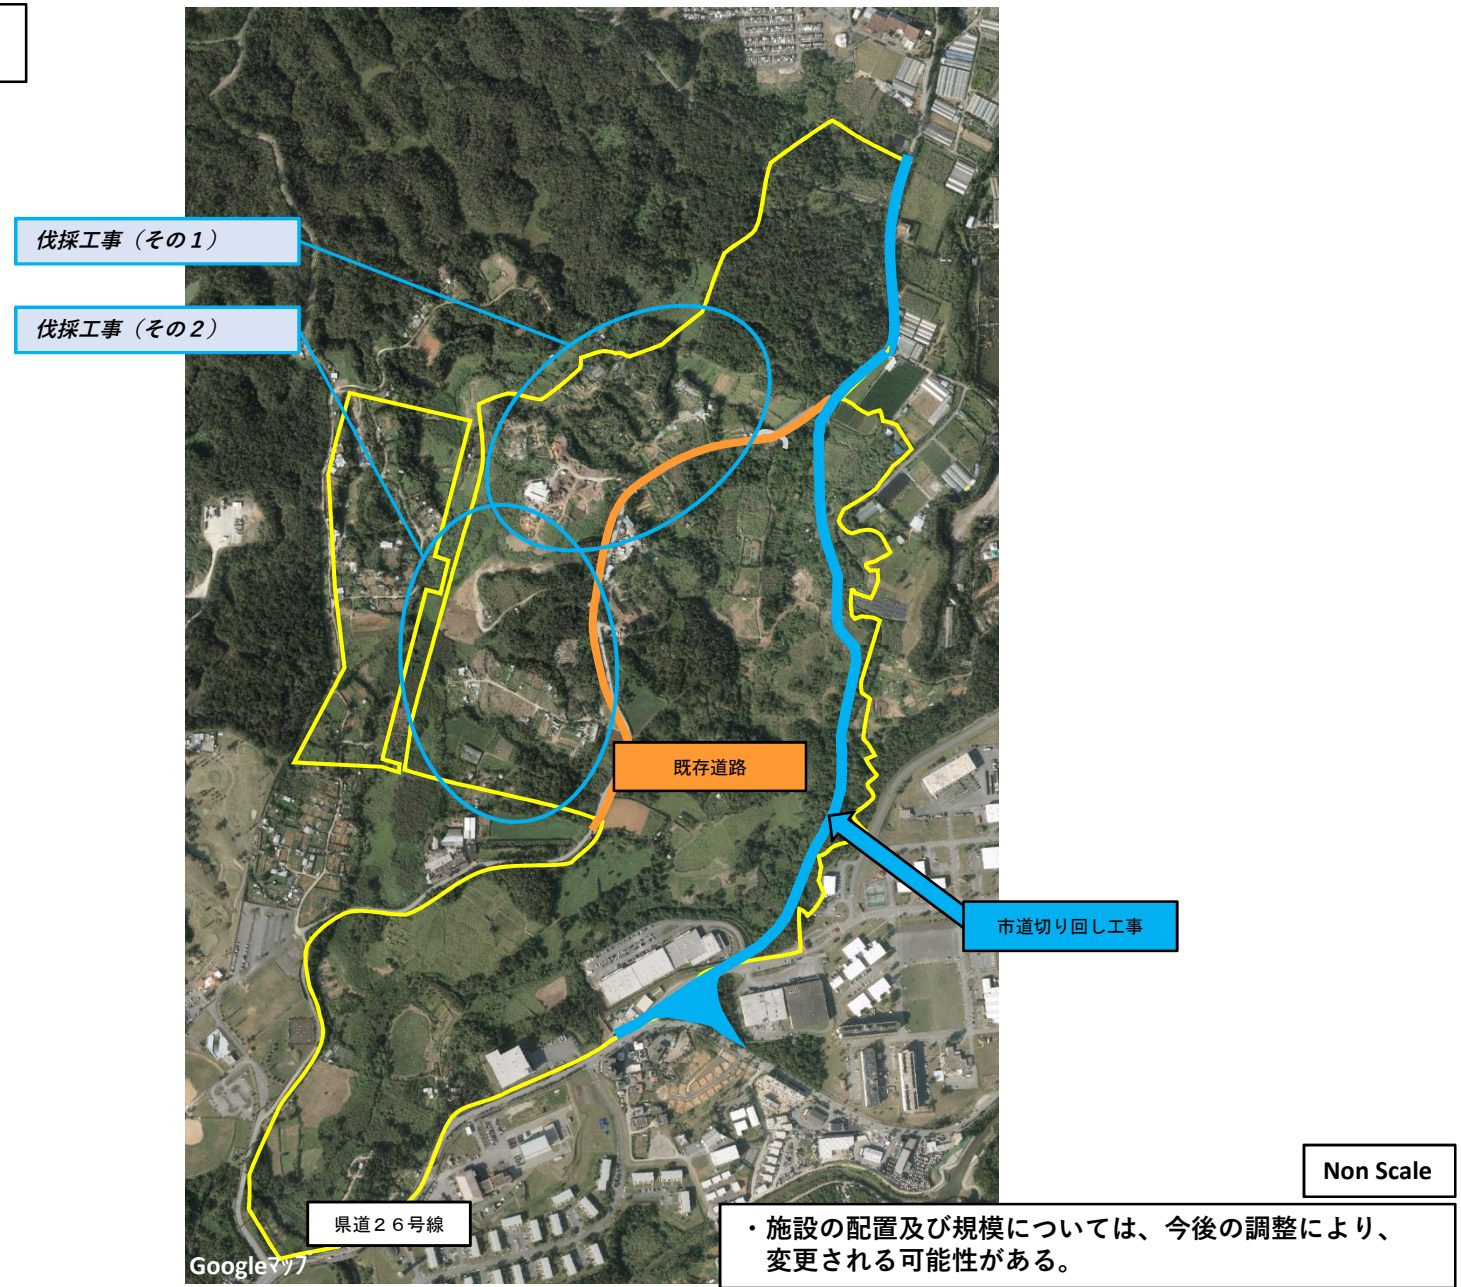 伐採工事（その１）
伐採工事（その２）
既存道路
市道切り回し工事
県道２６号線
Googleマップ
Non Scale
・施設の配置及び規模については、今後の調整により、
変更される可能性がある。